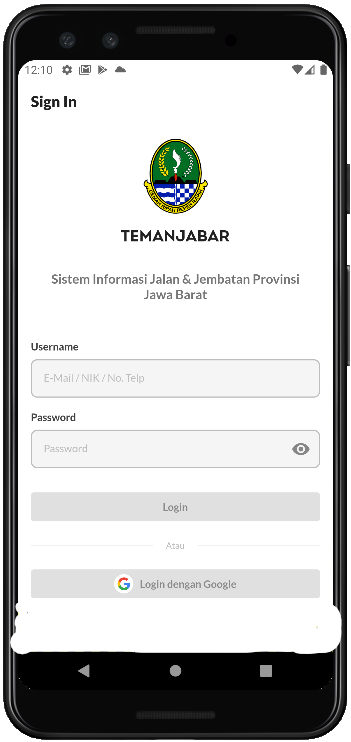 12:10
Sign In
TEMANJABAR
Sistem Informasi Jalan & Jembatan Provinsi
Jawa Barat
Username
E-Mail / NIK / No. Telp
Password
Password
Login
Atau
Login dengan Google